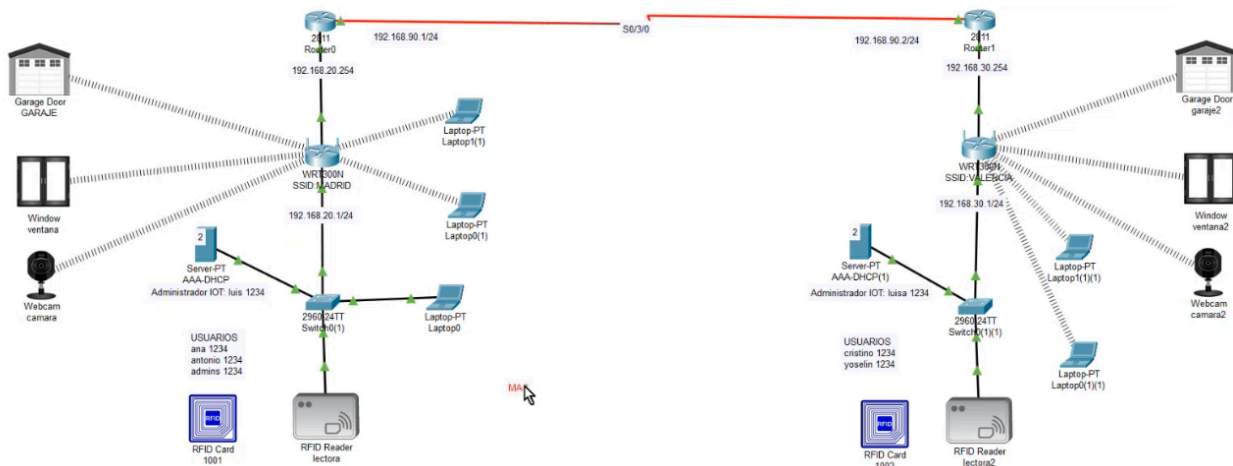 2811
Router0
192.168.90.1/24
S0/3/0
192.168.90.2/24
2811
Router1
192.168.20.254
192.168.30.254
Garage Door
GARAJE
Laptop-PT
Laptop1(1)
WRT300N
SSID:MADRID
Window
ventana
192.168.20.1/24
Laptop-PT
Laptop0(1)
2
Server-PT
AAA-DHCP
Administrador IOT: luis 1234
Webcam
camara
2960-24TT
Switch0(1)
Laptop-PT
Laptop0
USUARIOS
ana 1234
antonio 1234
admins 1234
RFID
RFID Card
1001
RFID Reader
lectora
Garage Door
garaje2
WRT300N
SSID:VALENCIA
Window
ventana2
192.168.30.1/24
2
Server-PT
AAA-DHCP(1)
Administrador IOT: luisa 1234
Laptop-PT
Laptop1(1)(1)
Webcam
camara2
2960-24TT
Switch0(1)(1)
USUARIOS
cristino 1234
yoselin 1234
Laptop-PT
Laptop0(1)(1)
RFID
RFID Card
1002
RFID Reader
lectora2